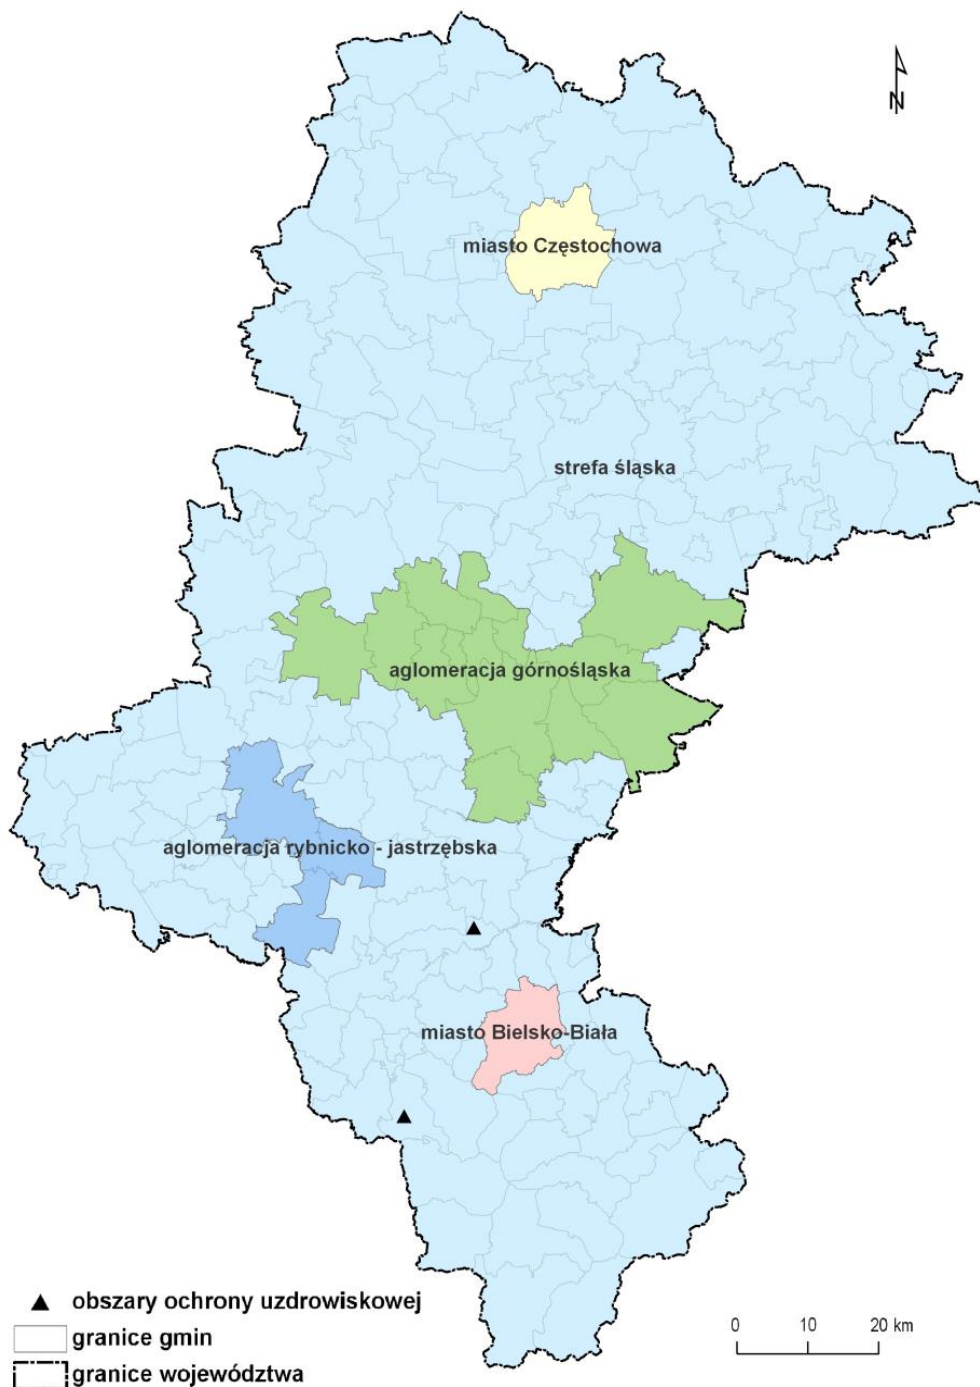 N
miasto Częstochowa
strefa śląska
aglomeracja górnośląska
aglomeracja rybnicko - jastrzębska
miasto Bielsko-Biała
obszary ochrony uzdrowiskowej
granice gmin
granice województwa
0 10 20 km